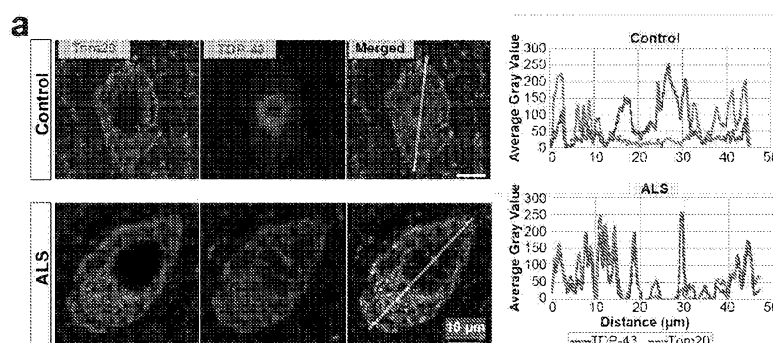 a
Tom20 TDP-43 Merged
Control
ALS
10 µm
Control
Average Gray Value
300
250
200
150
100
50
0
0 10 20 30 40 50
ALS
Average Gray Value
300
250
200
150
100
50
0
0 10 20 30 40 50
Distance (µm)
TDP-43 Tom20